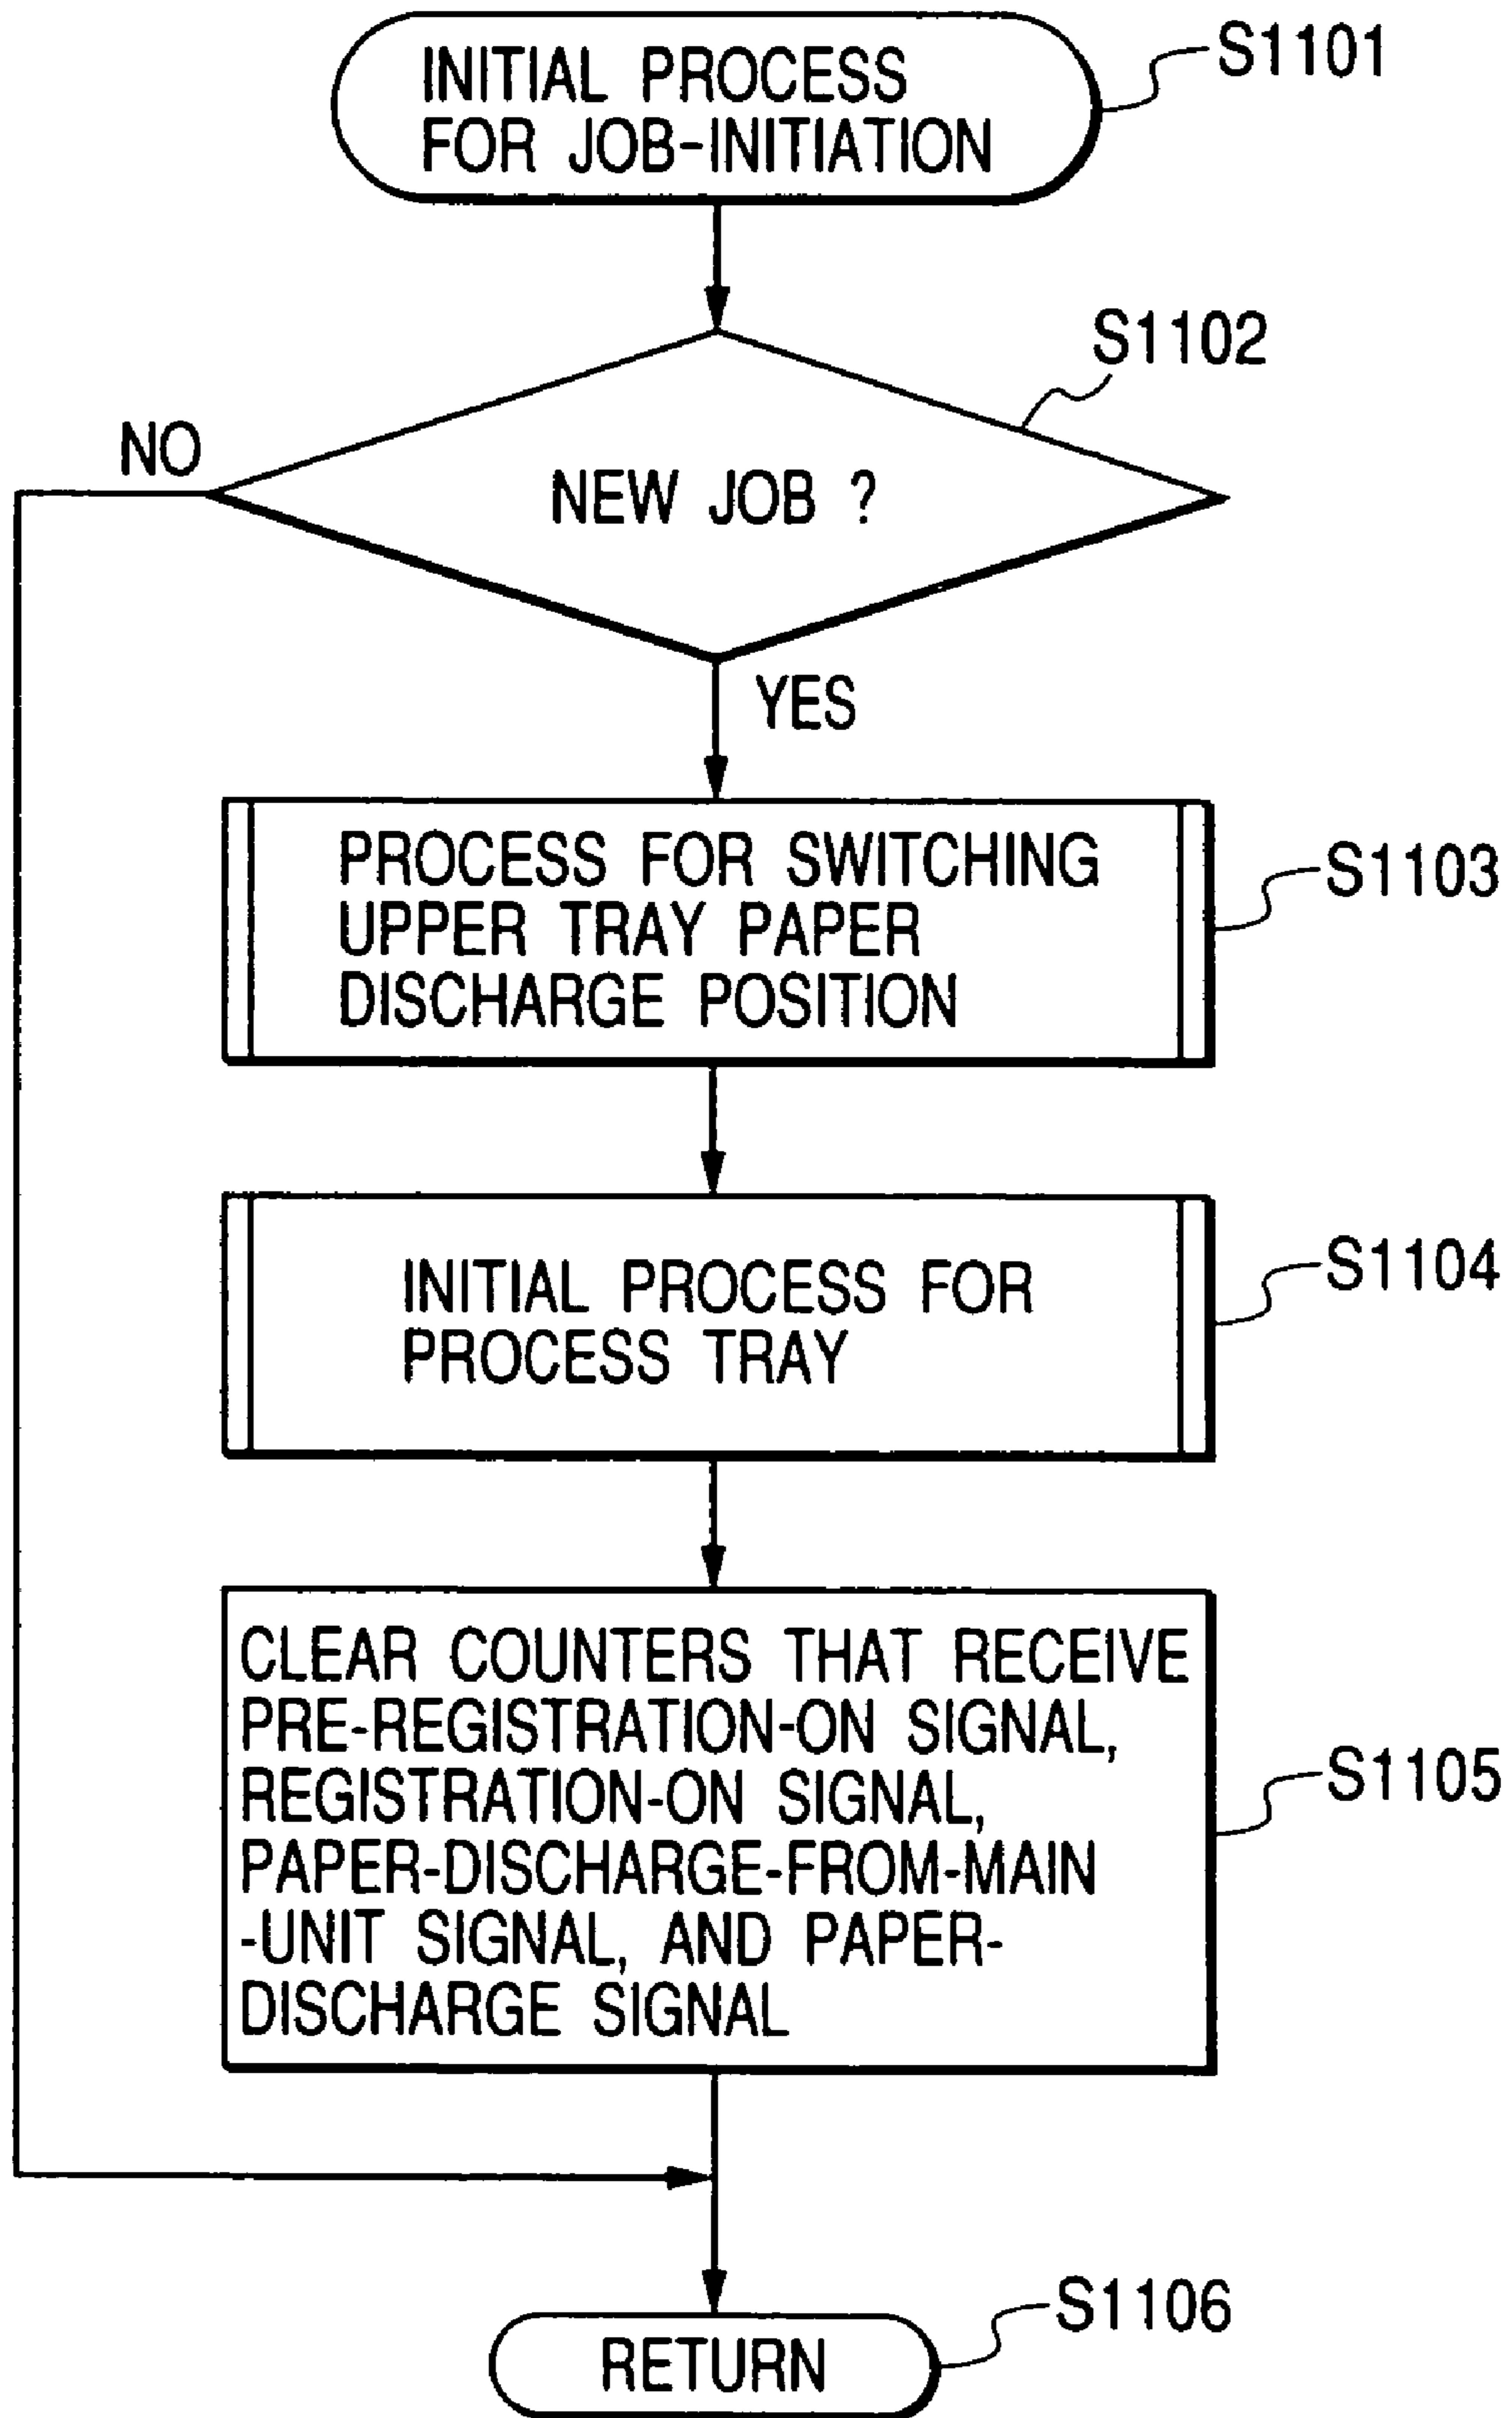 INITIAL PROCESS
FOR JOB-INITIATION
S1101
S1102
NO
NEW JOB ?
YES
PROCESS FOR SWITCHING
UPPER TRAY PAPER
DISCHARGE POSITION
S1103
INITIAL PROCESS FOR
PROCESS TRAY
S1104
CLEAR COUNTERS THAT RECEIVE
PRE-REGISTRATION-ON SIGNAL,
REGISTRATION-ON SIGNAL,
PAPER-DISCHARGE-FROM-MAIN
-UNIT SIGNAL, AND PAPER-
DISCHARGE SIGNAL
S1105
RETURN
S1106